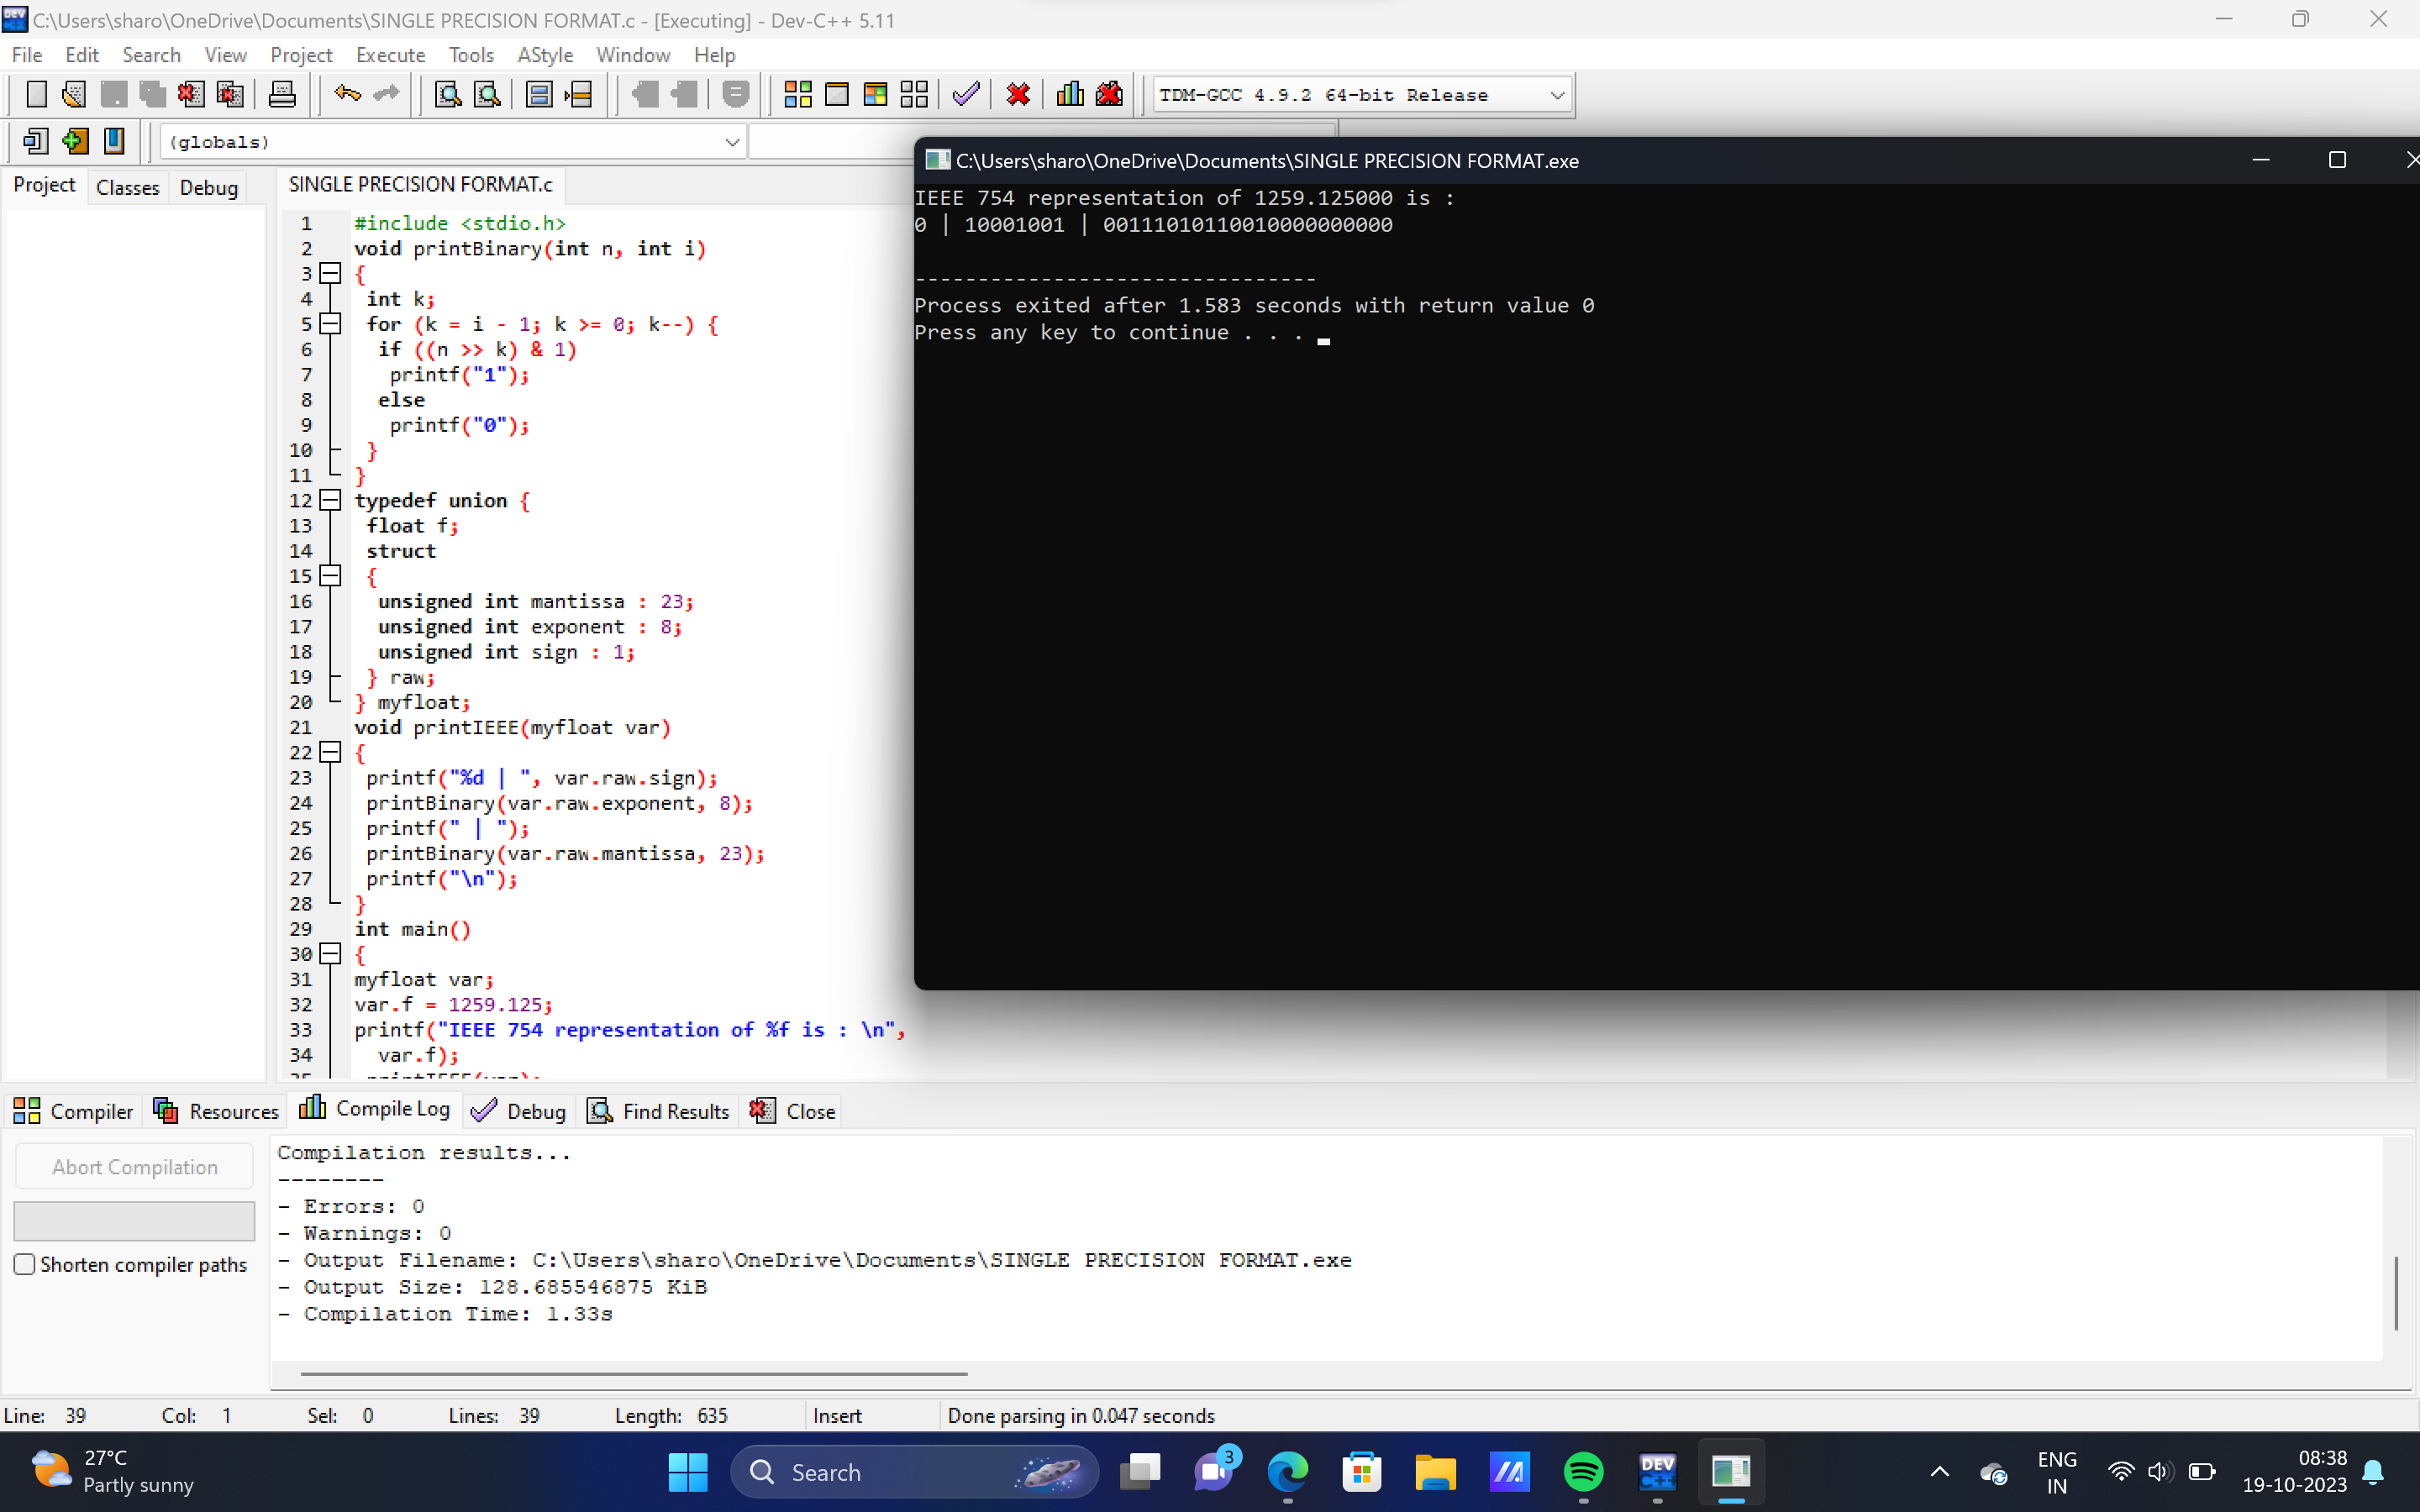 C:\Users\sharo\OneDrive\Documents\SINGLE PRECISION FORMAT.c - [Executing] - Dev-C++ 5.11
File Edit Search View Project Execute Tools AStyle Window Help
TDM-GCC 4.9.2 64-bit Release
(globals)
Project Classes Debug
SINGLE PRECISION FORMAT.c
1 #include <stdio.h>
2 void printBinary(int n, int i)
3 {
4 int k;
5 for (k = i - 1; k >= 0; k--) {
6 if ((n >> k) & 1)
7 printf("1");
8 else
9 printf("0");
10 }
11 }
12 typedef union {
13 float f;
14 struct
15 {
16 unsigned int mantissa : 23;
17 unsigned int exponent : 8;
18 unsigned int sign : 1;
19 } raw;
20 } myfloat;
21 void printIEEE(myfloat var)
22 {
23 printf("%d | ", var.raw.sign);
24 printBinary(var.raw.exponent, 8);
25 printf(" | ");
26 printBinary(var.raw.mantissa, 23);
27 printf("\n");
28 }
29 int main()
30 {
31 myfloat var;
32 var.f = 1259.125;
33 printf("IEEE 754 representation of %f is : \n",
34 var.f);
C:\Users\sharo\OneDrive\Documents\SINGLE PRECISION FORMAT.exe
IEEE 754 representation of 1259.125000 is :
0 | 10001001 | 00111010110010000000000
--------------------------------
Process exited after 1.583 seconds with return value 0
Press any key to continue . . .
Compiler Resources Compile Log Debug Find Results Close
Abort Compilation
Shorten compiler paths
Compilation results...
--------
- Errors: 0
- Warnings: 0
- Output Filename: C:\Users\sharo\OneDrive\Documents\SINGLE PRECISION FORMAT.exe
- Output Size: 128.685546875 KiB
- Compilation Time: 1.33s
Line: 39 Col: 1 Sel: 0 Lines: 39 Length: 635 Insert Done parsing in 0.047 seconds
27°C
Partly sunny
Search
3
DEV
C++
ENG
IN
08:38
19-10-2023